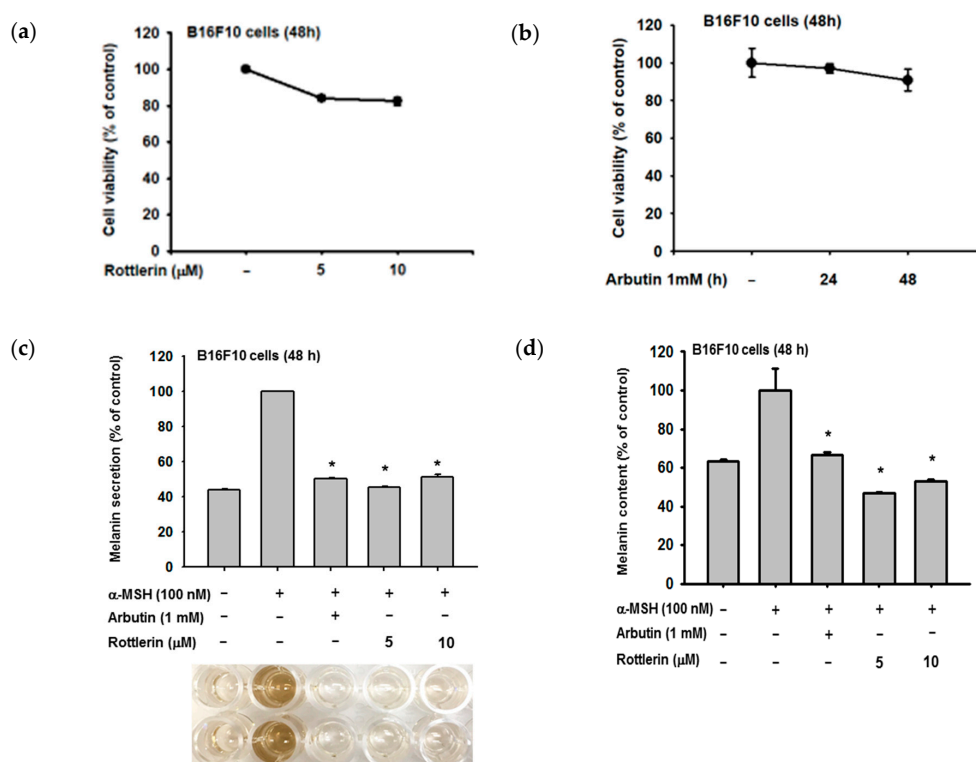 (a)
B16F10 cells (48h)
Cell viability (% of control)
120
100
80
60
40
20
0
Rottlerin (μM) – 5 10
(b)
B16F10 cells (48h)
Cell viability (% of control)
120
100
80
60
40
20
0
Arbutin 1mM (h) – 24 48
(c)
B16F10 cells (48 h)
Melanin secretion (% of control)
120
100
80
60
40
20
0
* * *
α-MSH (100 nM) – + + + +
Arbutin (1 mM) – – + – –
Rottlerin (μM) – – – 5 10
(d)
B16F10 cells (48 h)
Melanin content (% of control)
120
100
80
60
40
20
0
* * *
α-MSH (100 nM) – + + + +
Arbutin (1 mM) – – + – –
Rottlerin (μM) – – – 5 10